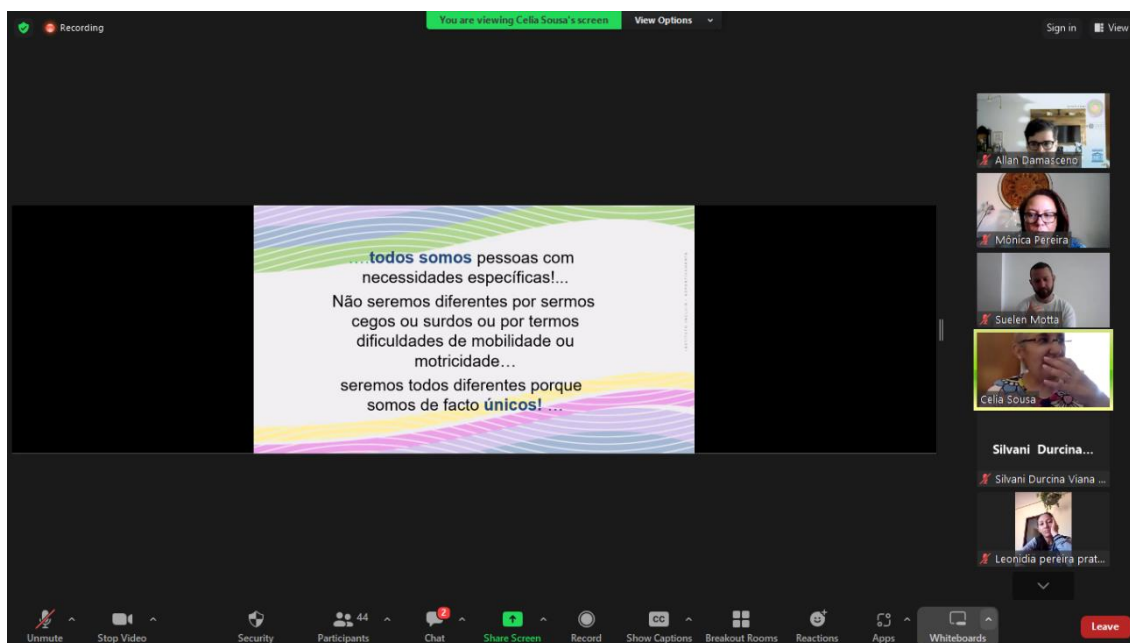 Recording
You are viewing Celia Sousa's screen
View Options
Sign in
View
....todos somos pessoas com
necessidades específicas!...
Não seremos diferentes por sermos
cegos ou surdos ou por termos
dificuldades de mobilidade ou
motricidade...
seremos todos diferentes porque
somos de facto únicos! ...
Allan Damasceno
Mónica Pereira
Suelen Motta
Celia Sousa
Silvani Durcina...
Silvani Durcina Viana ...
Leonidia pereira prat...
Unmute
Stop Video
Security
44
Participants
2
Chat
Share Screen
Record
CC
Show Captions
Breakout Rooms
Reactions
Apps
Whiteboards
Leave